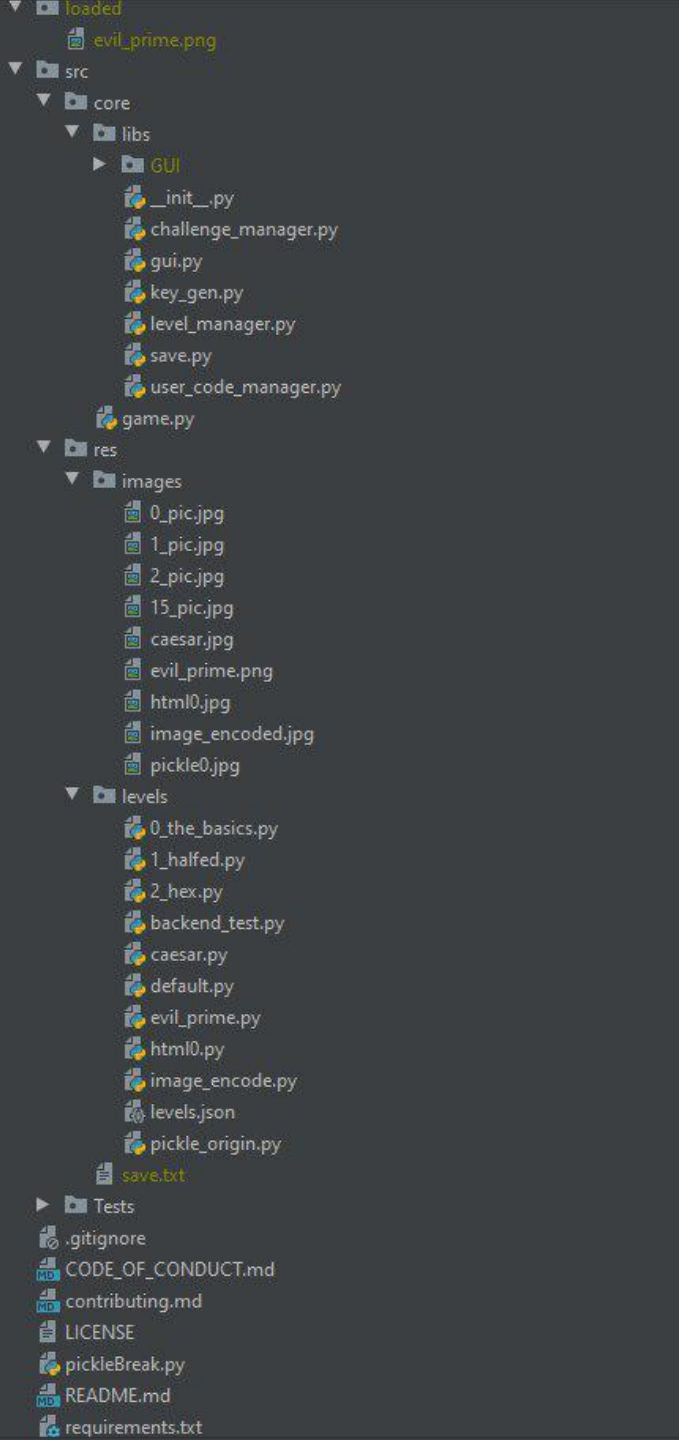 loaded
evil_prime.png
src
core
libs
GUI
__init__.py
challenge_manager.py
gui.py
key_gen.py
level_manager.py
save.py
user_code_manager.py
game.py
res
images
0_pic.jpg
1_pic.jpg
2_pic.jpg
15_pic.jpg
caesar.jpg
evil_prime.png
html0.jpg
image_encoded.jpg
pickle0.jpg
levels
0_the_basics.py
1_halfed.py
2_hex.py
backend_test.py
caesar.py
default.py
evil_prime.py
html0.py
image_encode.py
levels.json
pickle_origin.py
save.txt
Tests
.gitignore
MD CODE_OF_CONDUCT.md
MD contributing.md
LICENSE
pickleBreak.py
MD README.md
requirements.txt